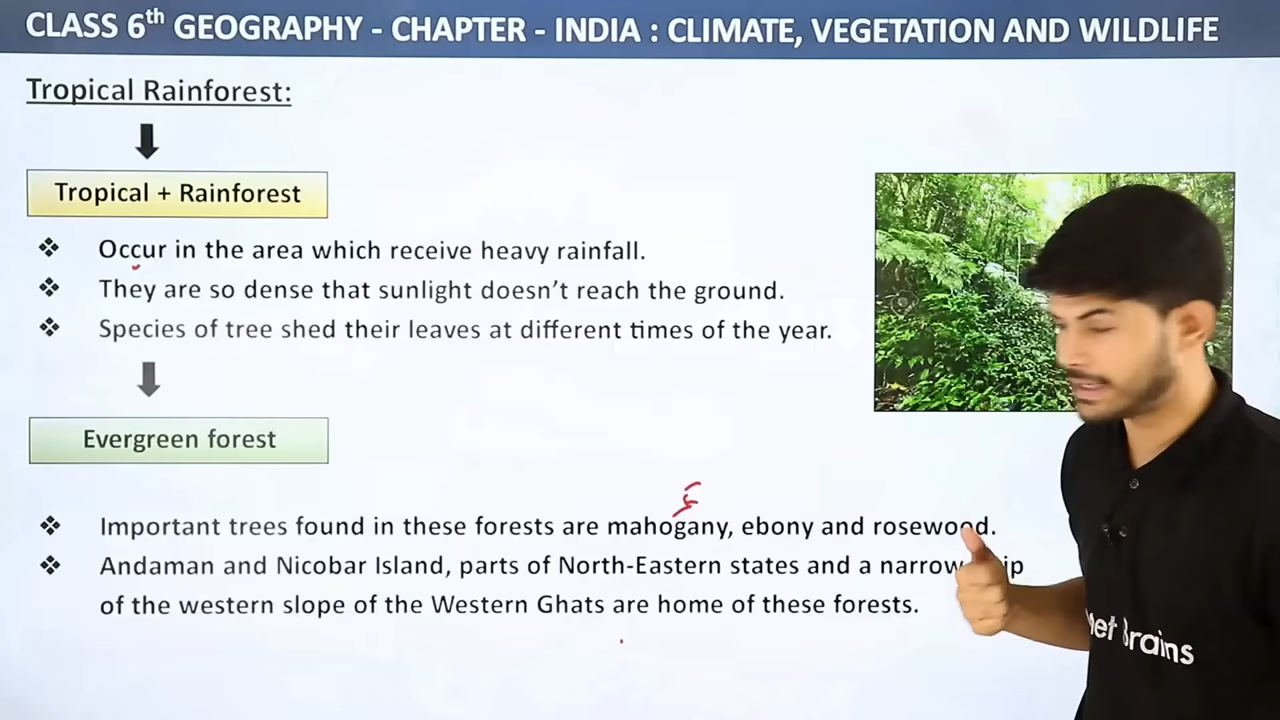 CLASS 6th GEOGRAPHY - CHAPTER - INDIA : CLIMATE, VEGETATION AND WILDLIFE
Tropical Rainforest:
Tropical + Rainforest
❖ Occur in the area which receive heavy rainfall.
❖ They are so dense that sunlight doesn't reach the ground.
❖ Species of tree shed their leaves at different times of the year.
Evergreen forest
❖ Important trees found in these forests are mahogany, ebony and rosewood.
❖ Andaman and Nicobar Island, parts of North-Eastern states and a narrow
of the western slope of the Western Ghats are home of these forests.
Brains